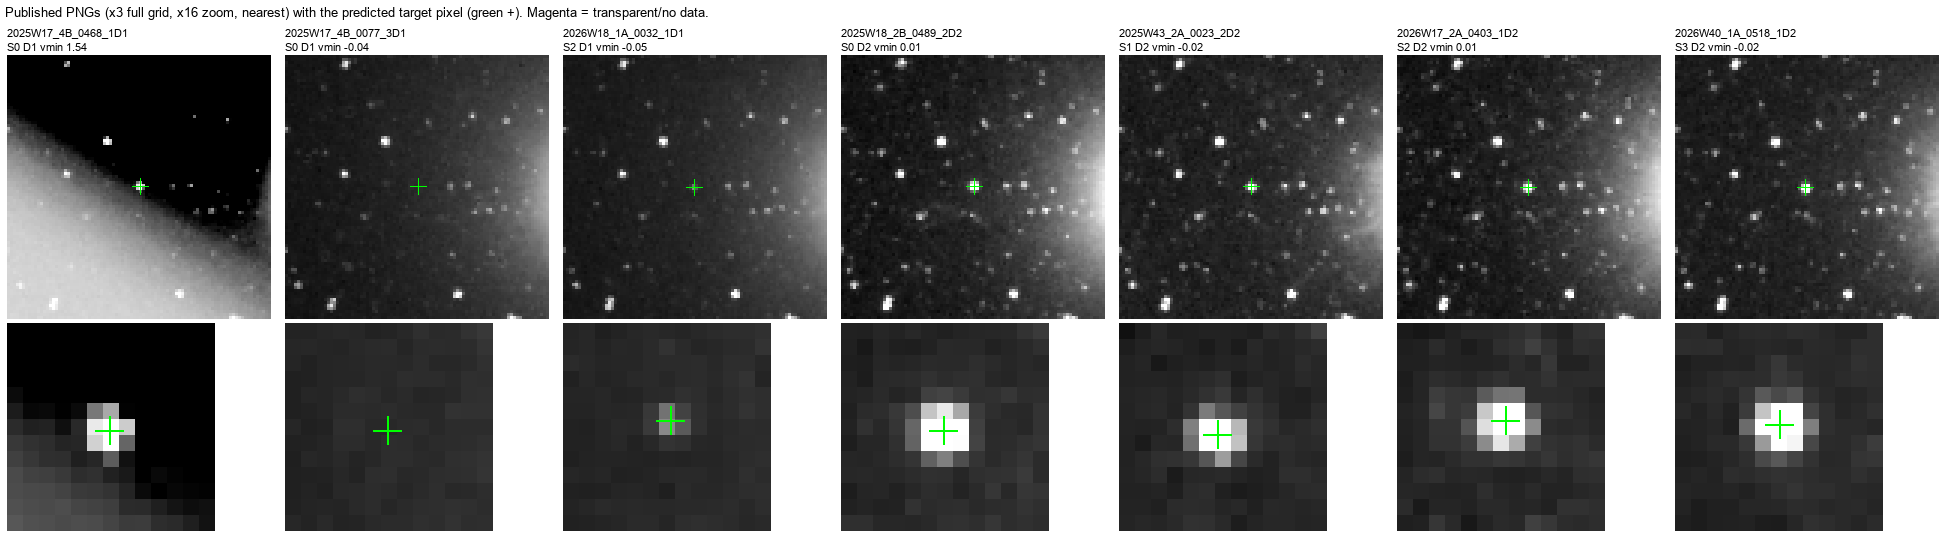 Published PNGs (x3 full grid, x16 zoom, nearest) with the predicted target pixel (green +). Magenta = transparent/no data.
2025W17_4B_0468_1D1
S0 D1 vmin 1.54
2025W17_4B_0077_3D1
S0 D1 vmin -0.04
2026W18_1A_0032_1D1
S2 D1 vmin -0.05
2025W18_2B_0489_2D2
S0 D2 vmin 0.01
2025W43_2A_0023_2D2
S1 D2 vmin -0.02
2026W17_2A_0403_1D2
S2 D2 vmin 0.01
2026W40_1A_0518_1D2
S3 D2 vmin -0.02